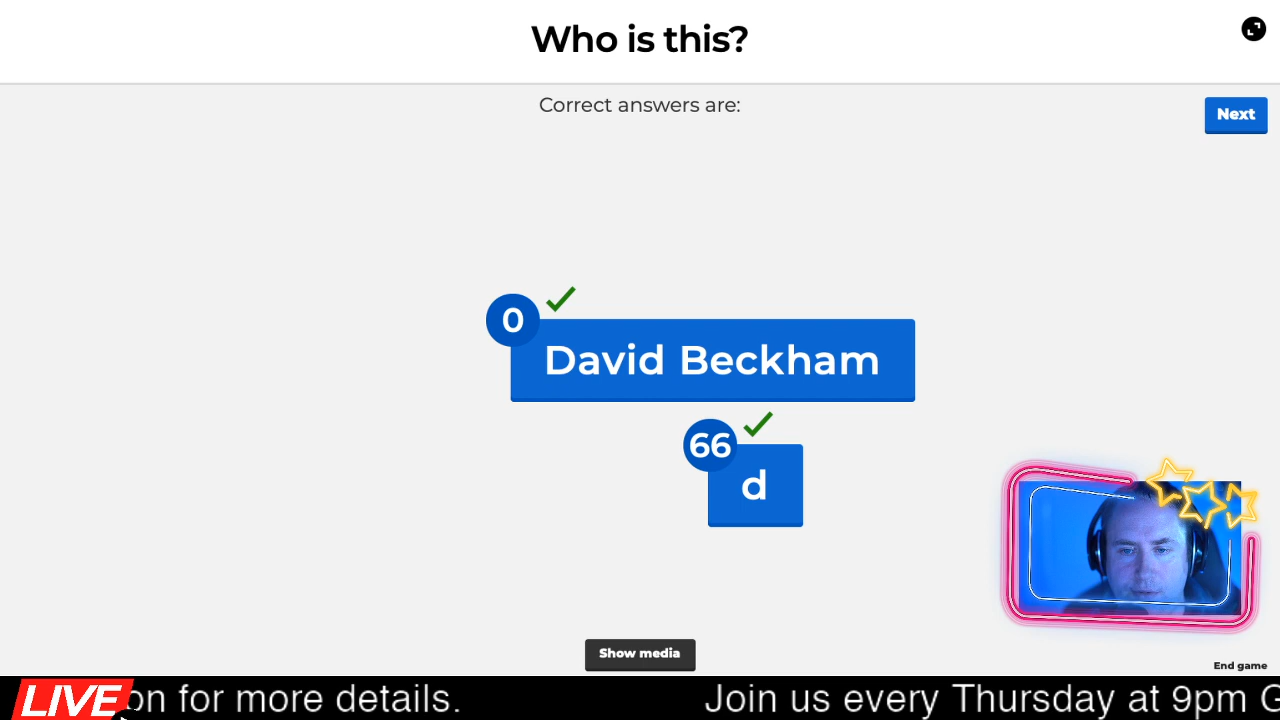 Who is this?
Correct answers are:
Next
0
David Beckham
66
d
Show media
End game
LIVE
on for more details.
Join us every Thursday at 9pm G